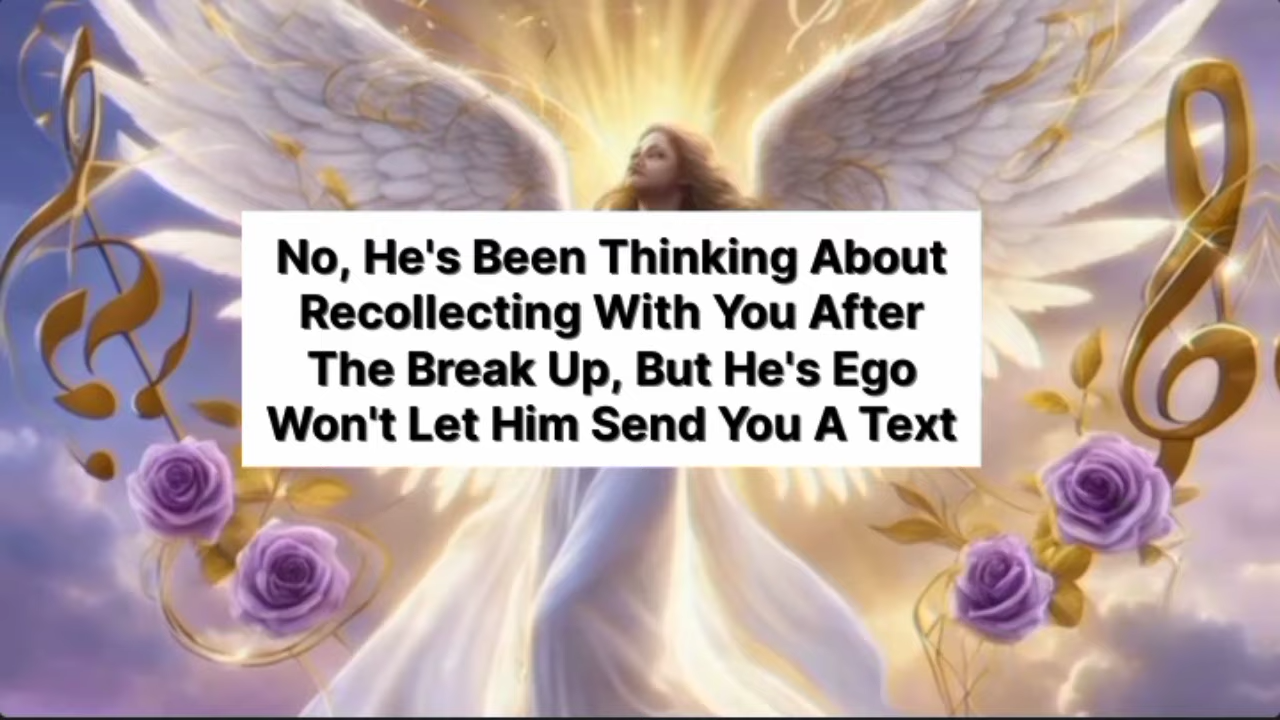 No, He's Been Thinking About
Recollecting With You After
The Break Up, But He's Ego
Won't Let Him Send You A Text